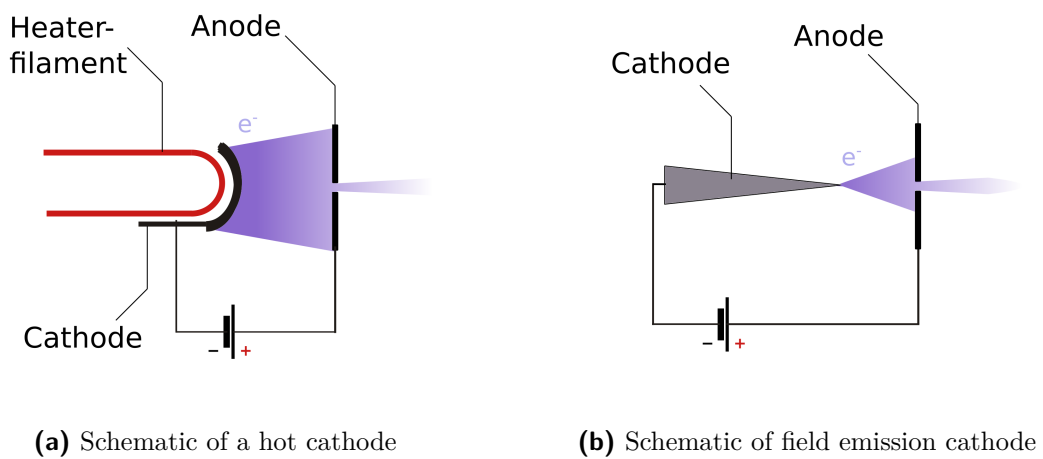 Heater-
filament
Anode
e-
Cathode
− +
(a) Schematic of a hot cathode
Cathode
Anode
e-
− +
(b) Schematic of field emission cathode